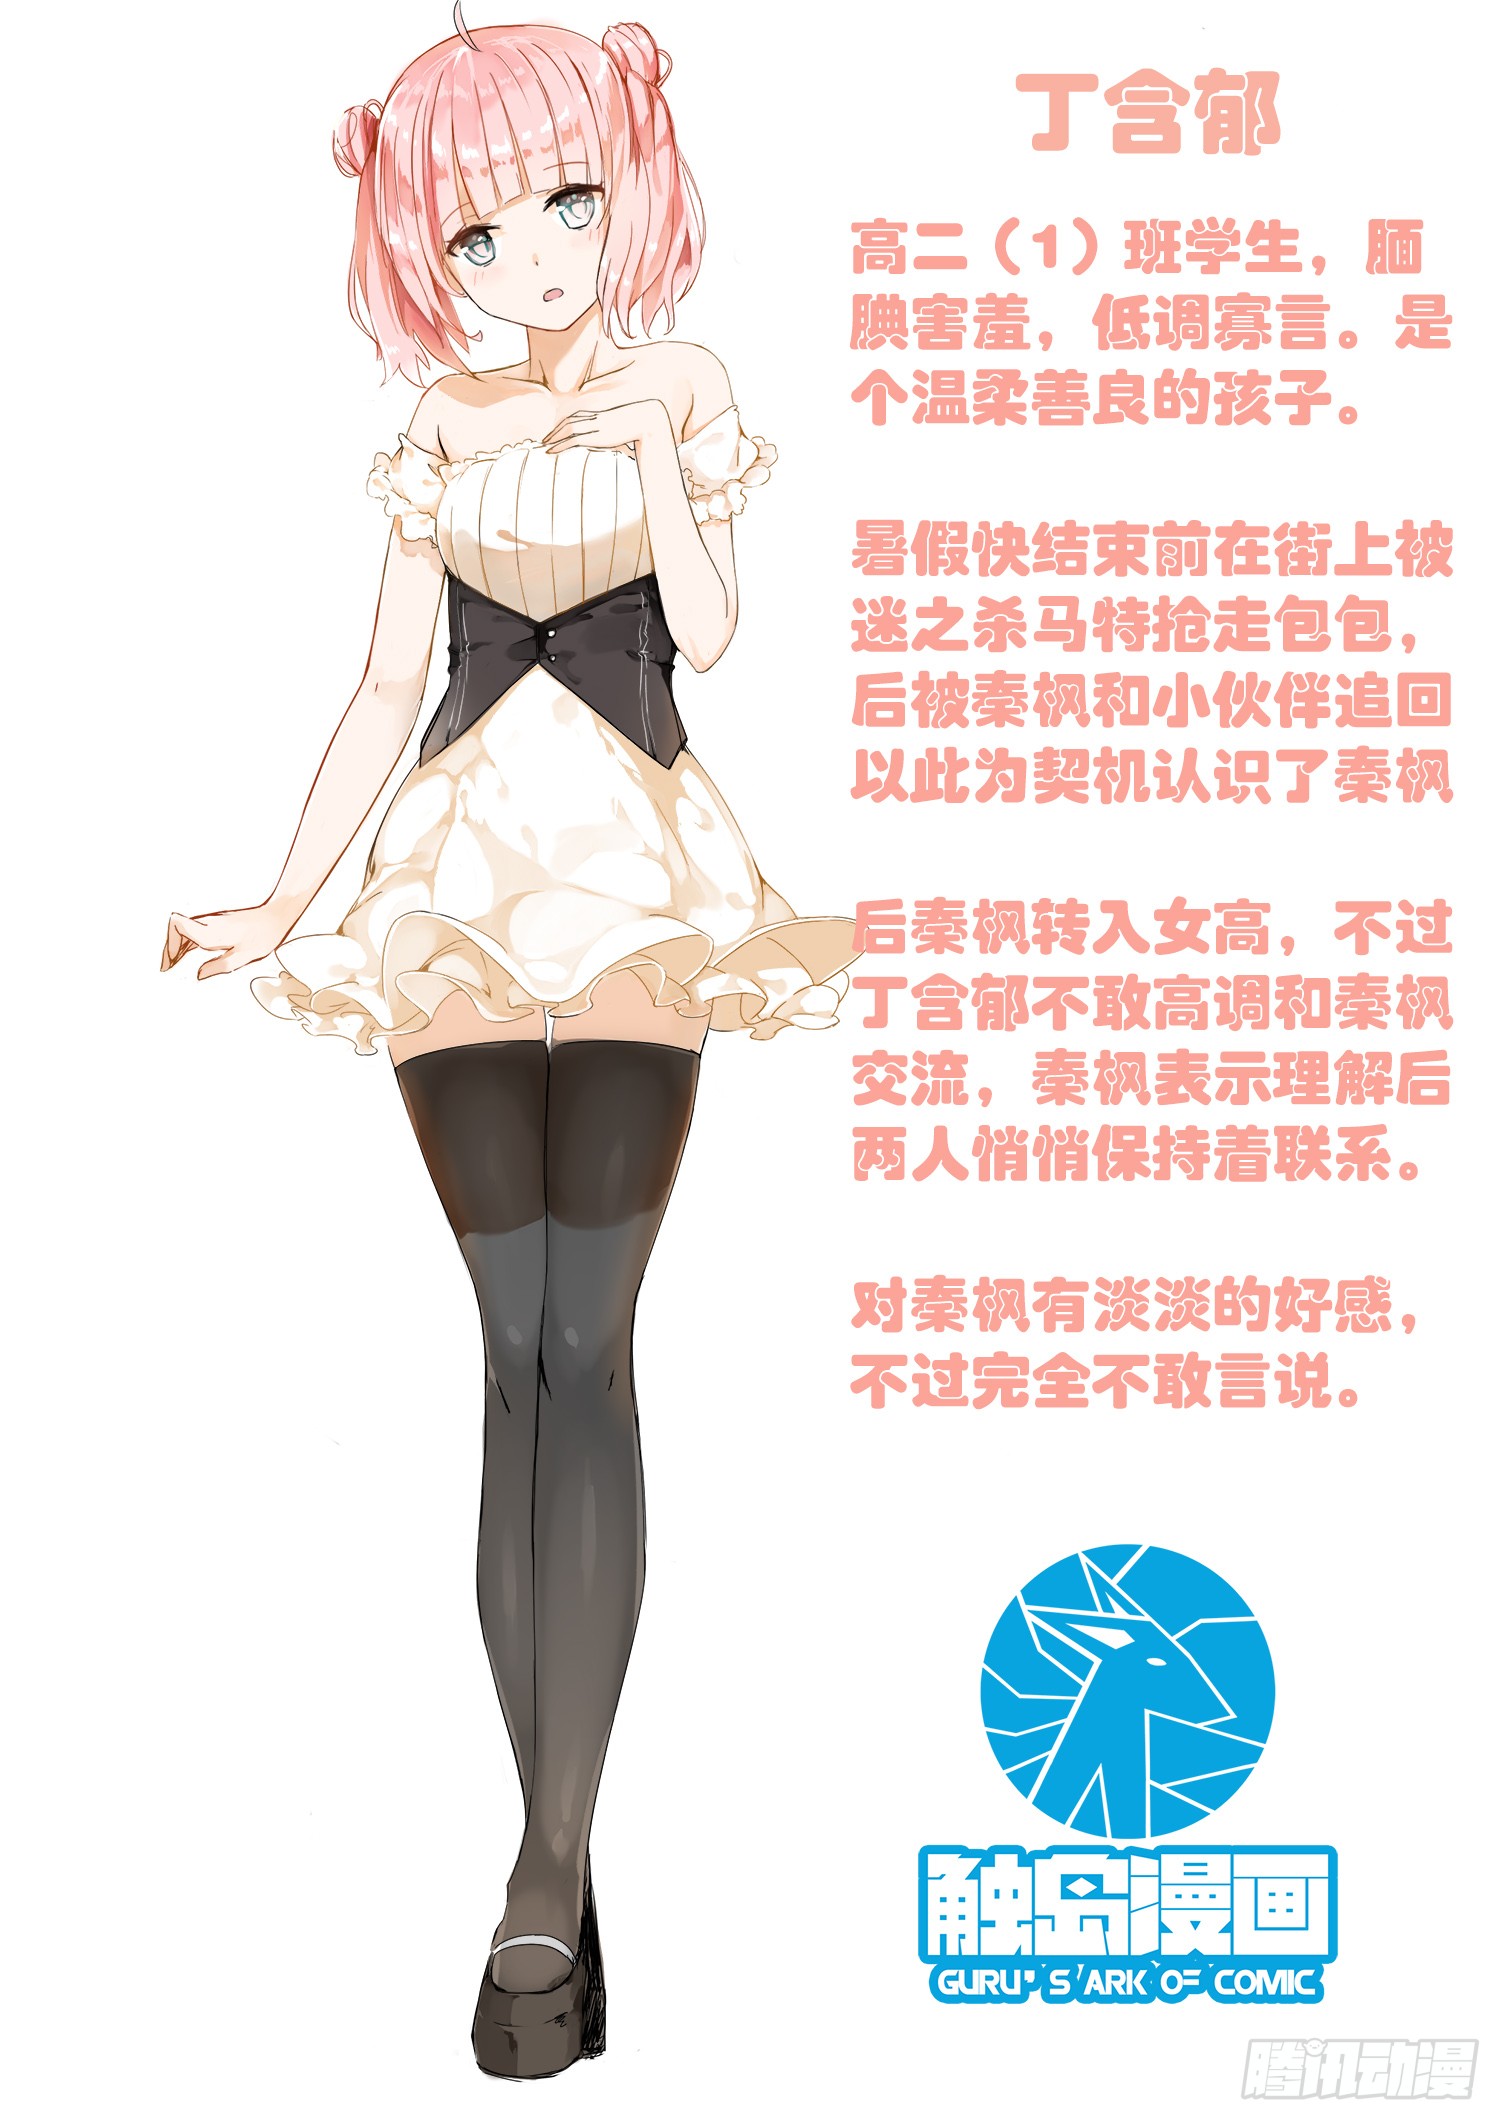 丁含郁
高二（1）班学生，腼
腆害羞，低调寡言。是
个温柔善良的孩子。
暑假快结束前在街上被
迷之杀马特抢走包包，
后被秦枫和小伙伴追回
以此为契机认识了秦枫
后秦枫转入女高，不过
丁含郁不敢高调和秦枫
交流，秦枫表示理解后
两人悄悄保持着联系。
对秦枫有淡淡的好感，
不过完全不敢言说。
触岛漫画
GURU'S ARK OF COMIC
腾讯动漫